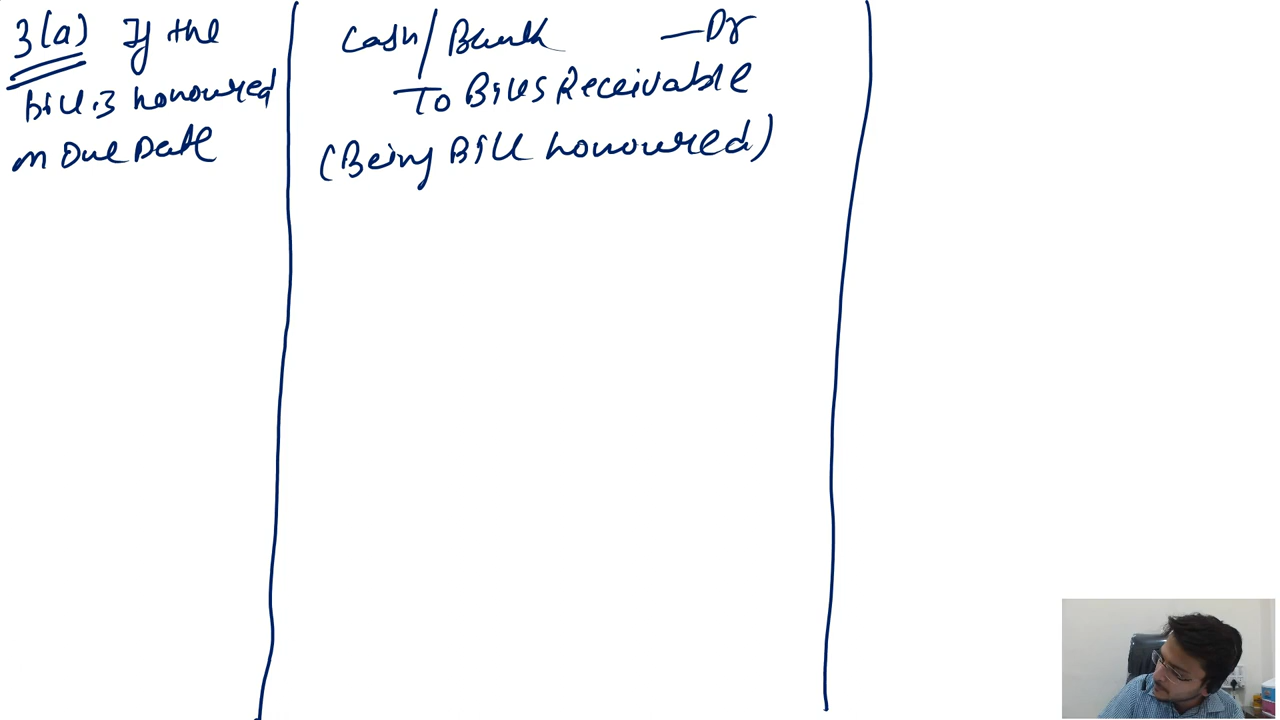 3(a) If the
bill is honoured
on Due Date
Cash/Bank —Dr
To Bills Receivable
(Being Bill honoured)